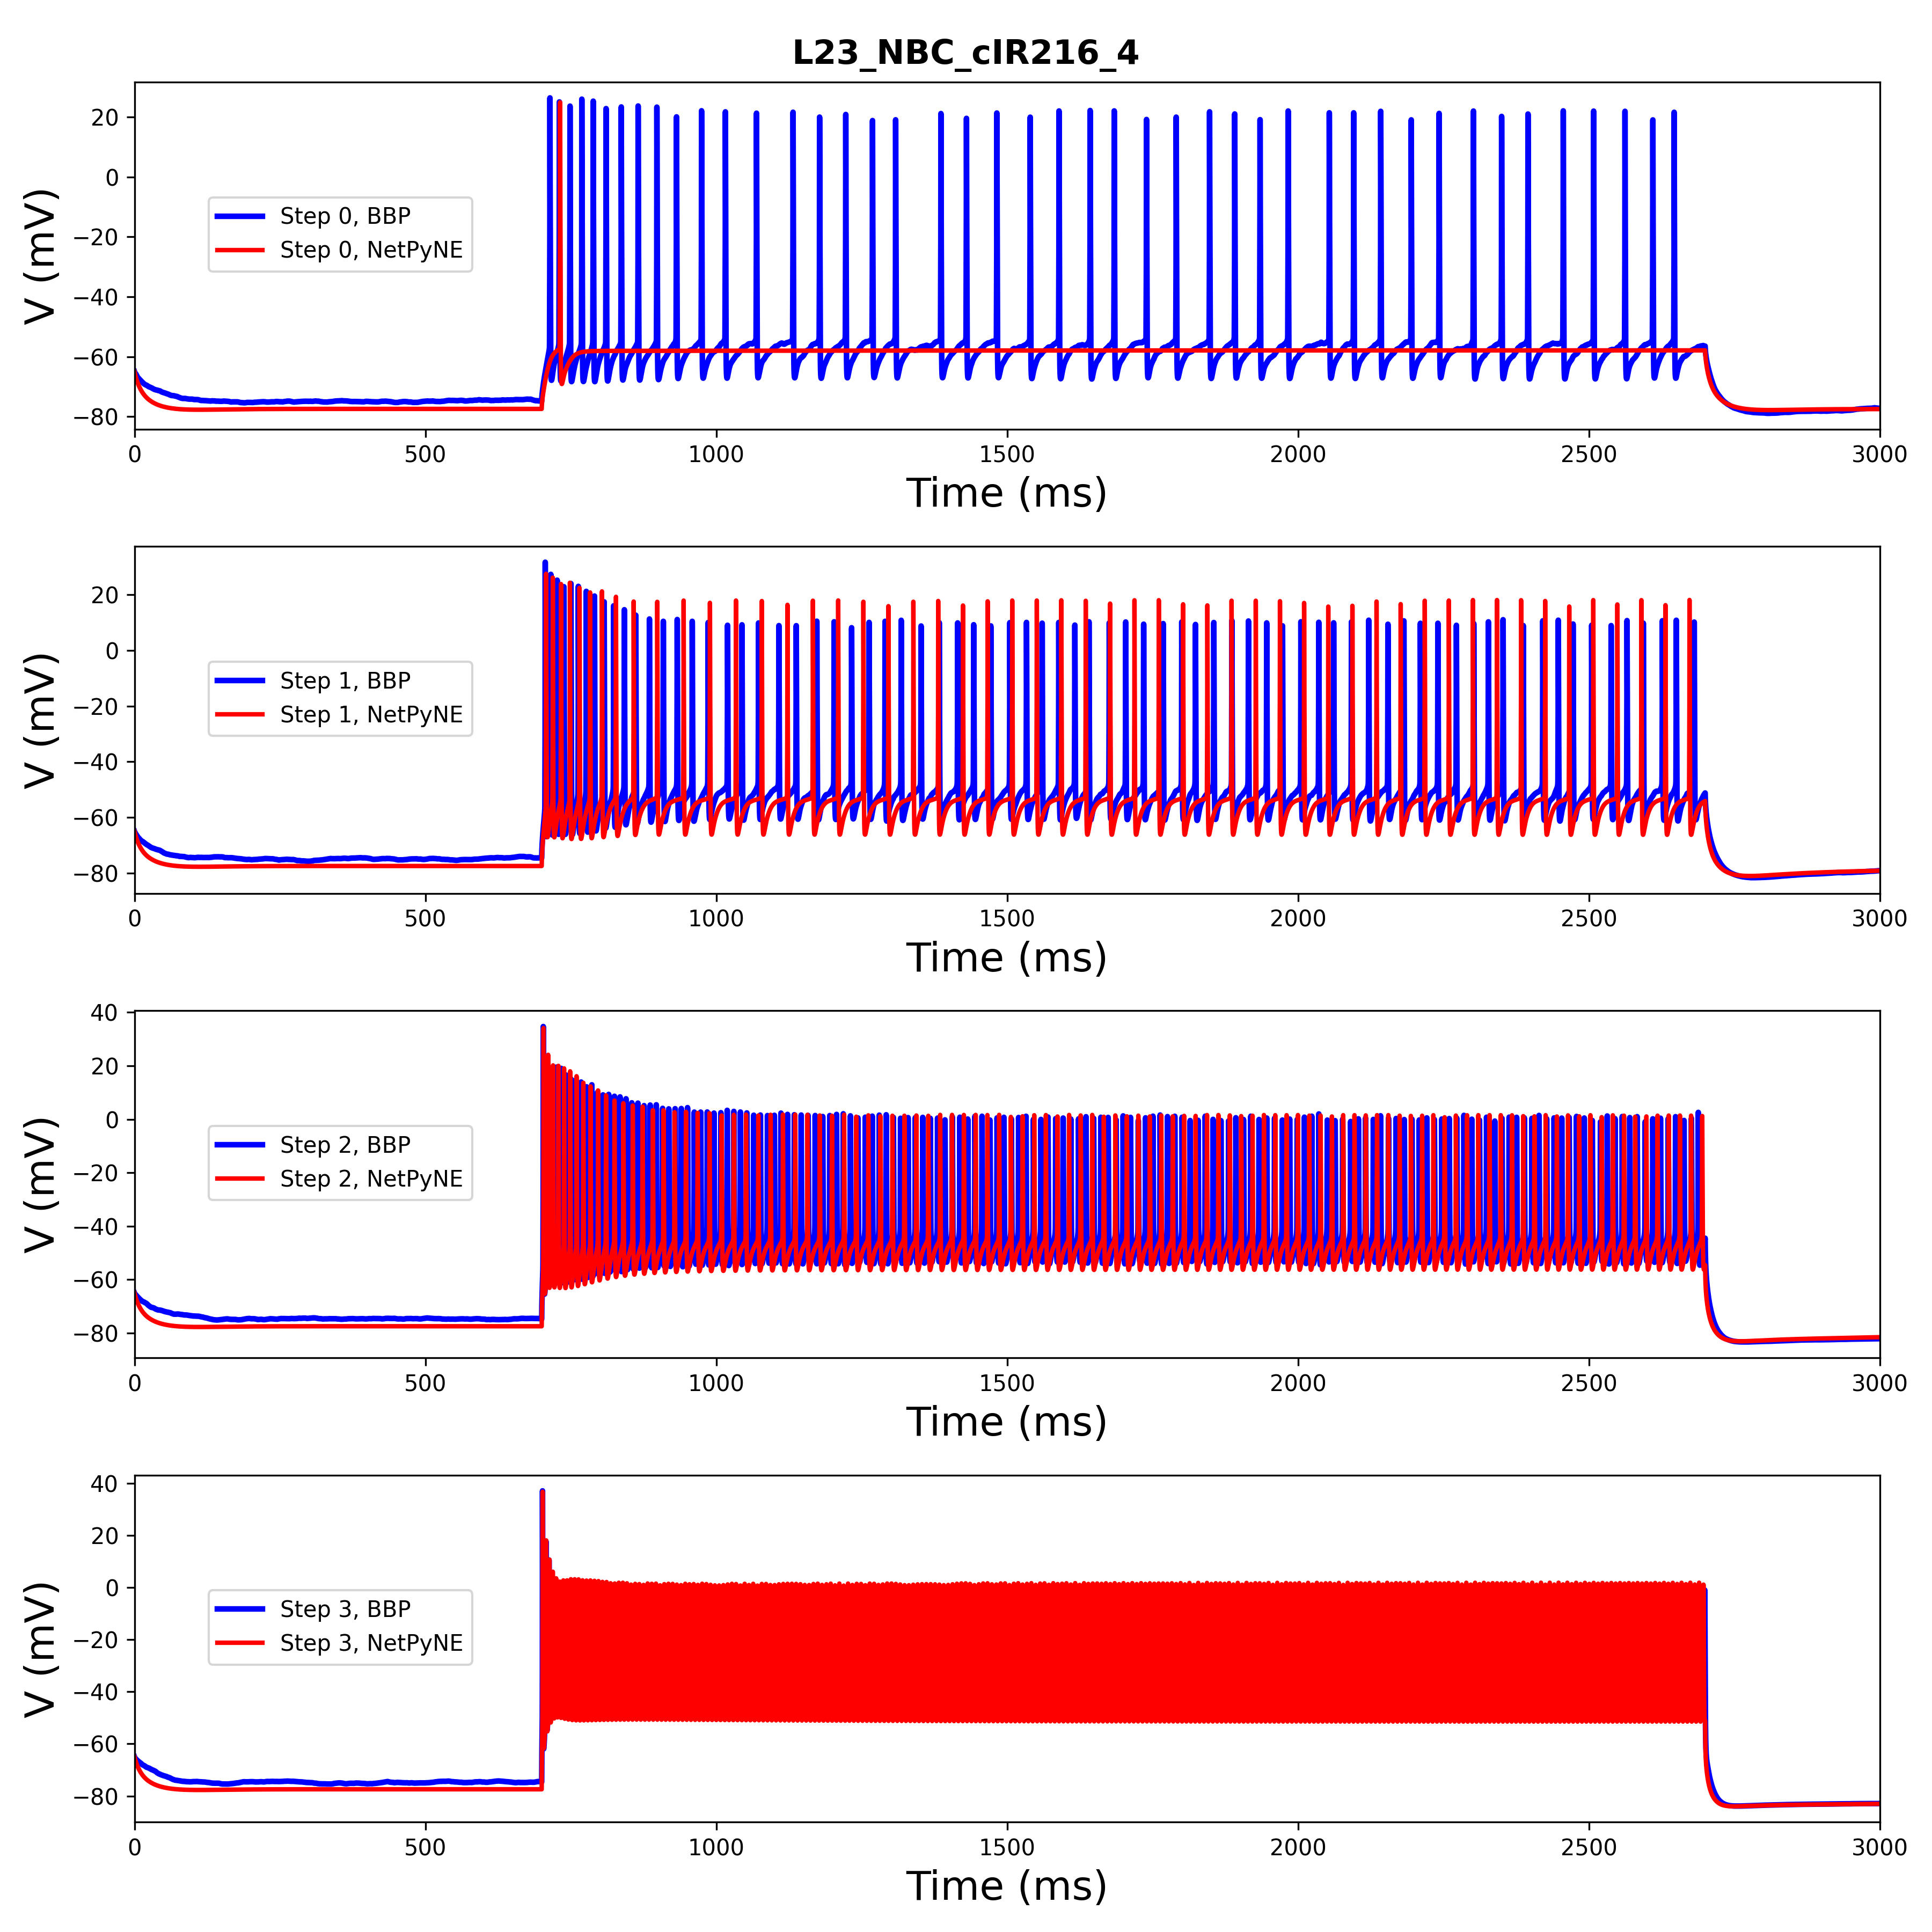 L23_NBC_cIR216_4
V (mV)
20
0
−20
−40
−60
−80
Step 0, BBP
Step 0, NetPyNE
0 500 1000 1500 2000 2500 3000
Time (ms)
V (mV)
20
0
−20
−40
−60
−80
Step 1, BBP
Step 1, NetPyNE
0 500 1000 1500 2000 2500 3000
Time (ms)
V (mV)
40
20
0
−20
−40
−60
−80
Step 2, BBP
Step 2, NetPyNE
0 500 1000 1500 2000 2500 3000
Time (ms)
V (mV)
40
20
0
−20
−40
−60
−80
Step 3, BBP
Step 3, NetPyNE
0 500 1000 1500 2000 2500 3000
Time (ms)